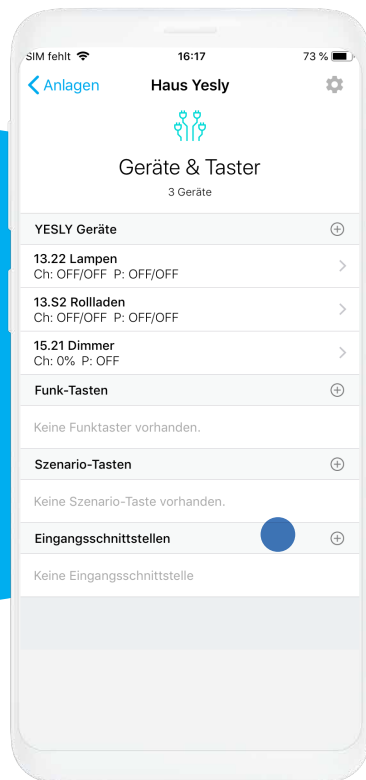 SIM fehlt 16:17 73 %
Anlagen Haus Yesly
Geräte & Taster
3 Geräte
YESLY Geräte
13.22 Lampen
Ch: OFF/OFF P: OFF/OFF
13.S2 Rollladen
Ch: OFF/OFF P: OFF/OFF
15.21 Dimmer
Ch: 0% P: OFF
Funk-Tasten
Keine Funktaster vorhanden.
Szenario-Tasten
Keine Szenario-Taste vorhanden.
Eingangsschnittstellen
Keine Eingangsschnittstelle